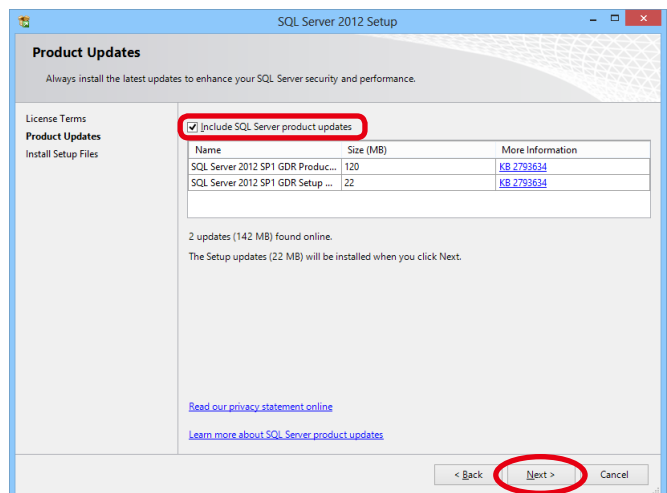 SQL Server 2012 Setup
Product Updates
Always install the latest updates to enhance your SQL Server security and performance.
License Terms
Product Updates
Install Setup Files
Include SQL Server product updates
Name Size (MB) More Information
SQL Server 2012 SP1 GDR Produc... 120 KB 2793634
SQL Server 2012 SP1 GDR Setup ... 22 KB 2793634
2 updates (142 MB) found online.
The Setup updates (22 MB) will be installed when you click Next.
Read our privacy statement online
Learn more about SQL Server product updates
< Back Next > Cancel